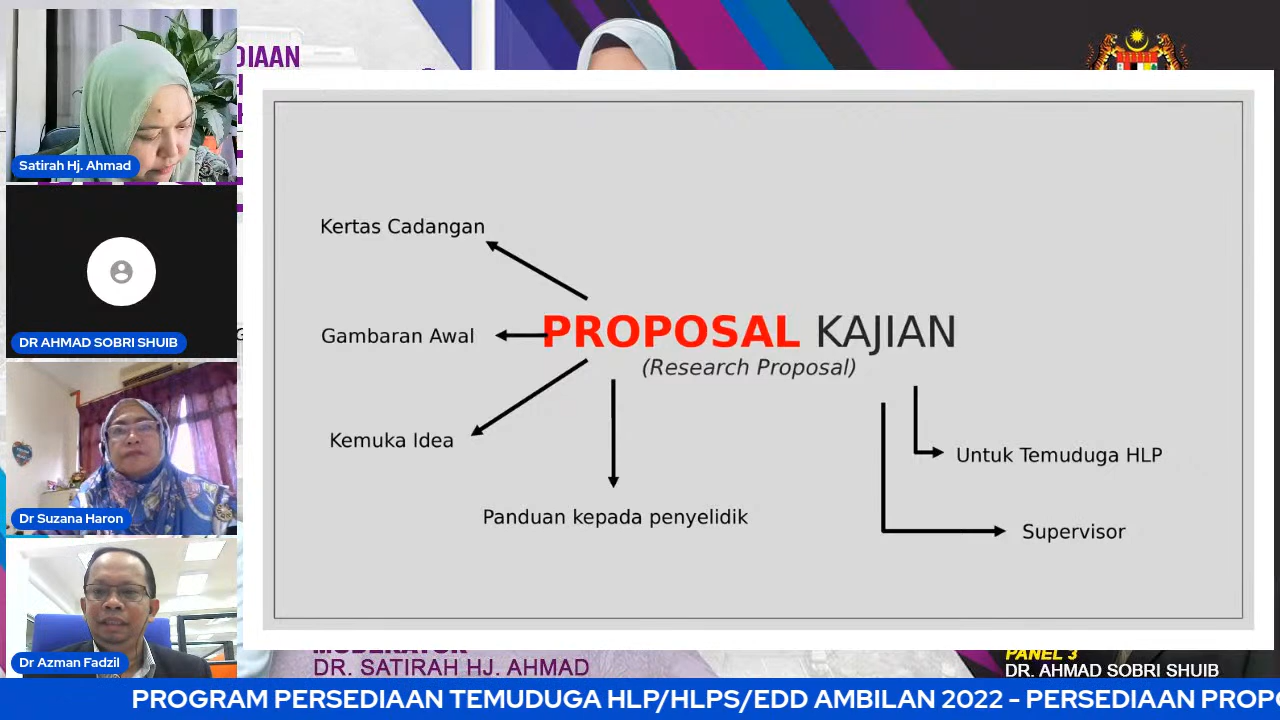 DIAAN
Satirah Hj. Ahmad
DR AHMAD SOBRI SHUIB
Dr Suzana Haron
Dr Azman Fadzil
Kertas Cadangan
Gambaran Awal
PROPOSAL KAJIAN
(Research Proposal)
Kemuka Idea
Untuk Temuduga HLP
Panduan kepada penyelidik
Supervisor
MODERATOR
DR. SATIRAH HJ. AHMAD
PANEL 3
DR. AHMAD SOBRI SHUIB
PROGRAM PERSEDIAAN TEMUDUGA HLP/HLPS/EDD AMBILAN 2022 - PERSEDIAAN PROPO